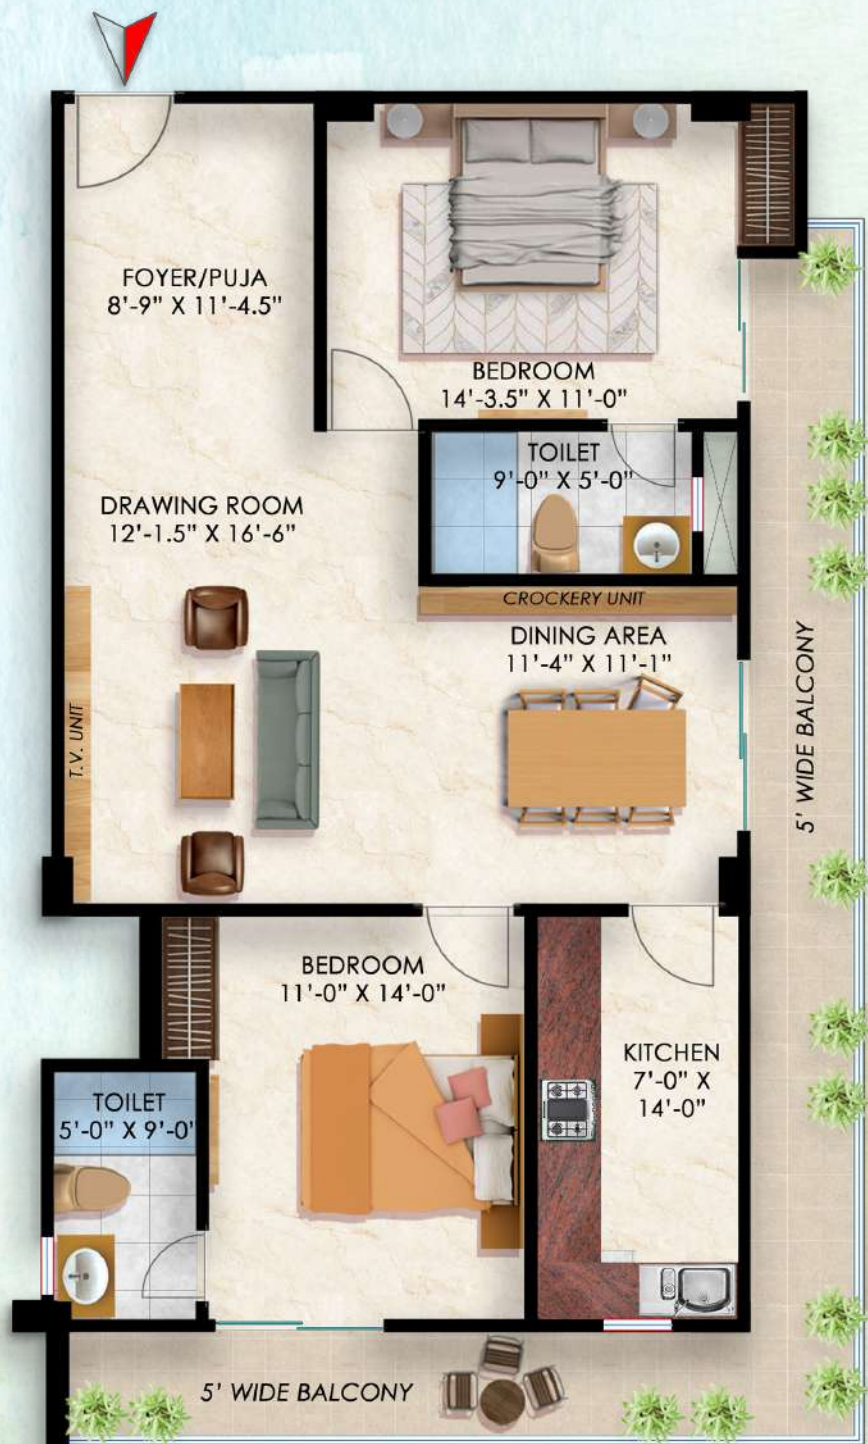 FOYER/PUJA
8'-9" X 11'-4.5"
BEDROOM
14'-3.5" X 11'-0"
TOILET
9'-0" X 5'-0"
DRAWING ROOM
12'-1.5" X 16'-6"
CROCKERY UNIT
DINING AREA
11'-4" X 11'-1"
T.V. UNIT
5' WIDE BALCONY
BEDROOM
11'-0" X 14'-0"
KITCHEN
7'-0" X
14'-0"
TOILET
5'-0" X 9'-0'
5' WIDE BALCONY